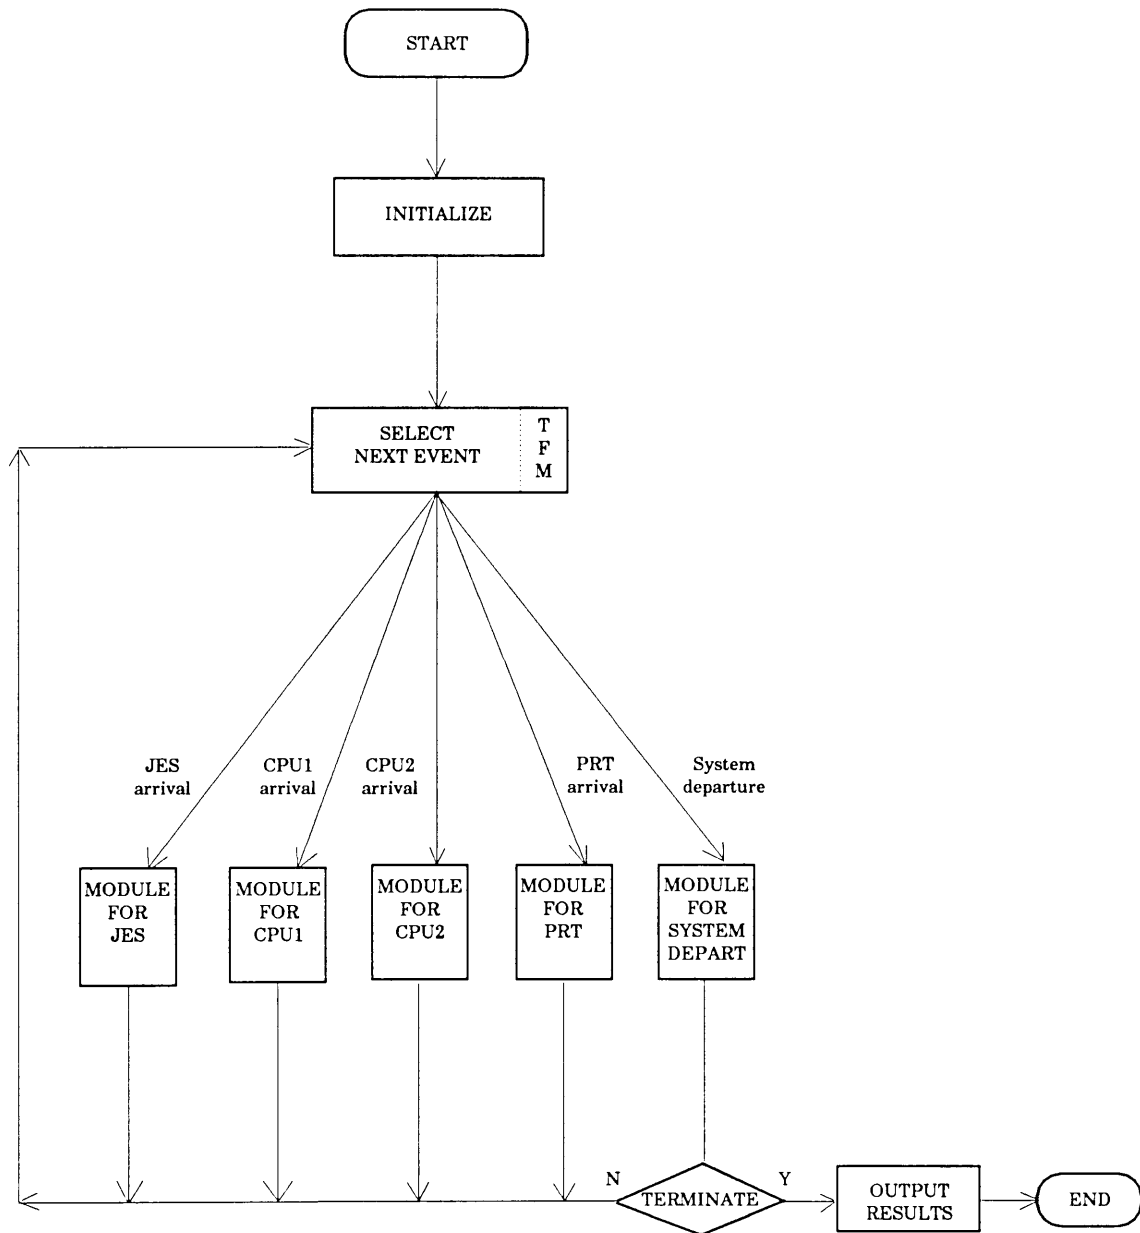 START
INITIALIZE
SELECT
NEXT EVENT
T
F
M
JES
arrival
CPU1
arrival
CPU2
arrival
PRT
arrival
System
departure
MODULE
FOR
JES
MODULE
FOR
CPU1
MODULE
FOR
CPU2
MODULE
FOR
PRT
MODULE
FOR
SYSTEM
DEPART
N
TERMINATE
Y
OUTPUT
RESULTS
END